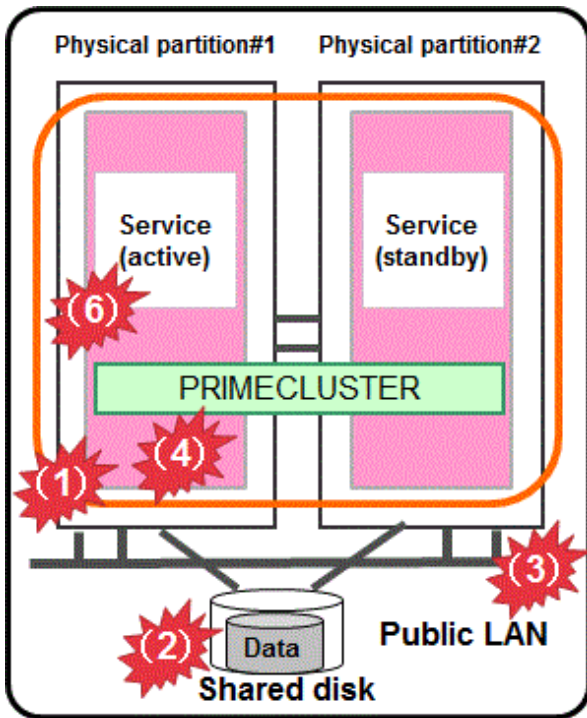 Physical partition#1
Physical partition#2
Service
(active)
Service
(standby)
(6)
PRIMECLUSTER
(4)
(1)
(3)
(2)
Data
Public LAN
Shared disk